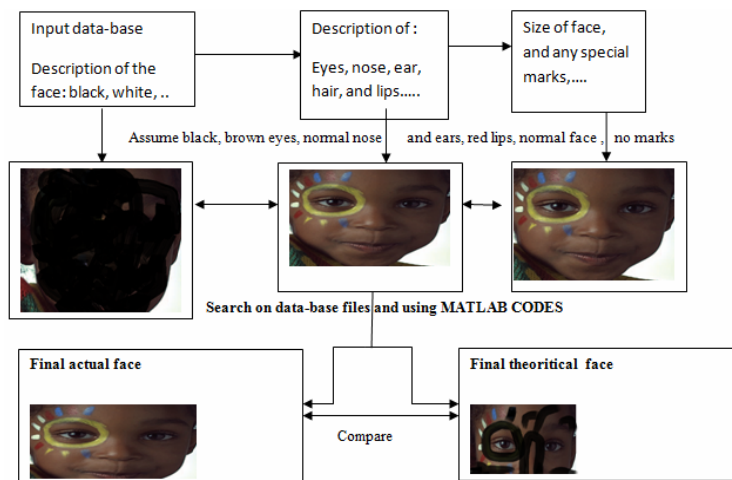 Input data-base
Description of the
face: black, white, ..
Description of :
Eyes, nose, ear,
hair, and lips.....
Size of face,
and any special
marks,....
Assume black, brown eyes, normal nose and ears, red lips, normal face , no marks
Search on data-base files and using MATLAB CODES
Final actual face
Final theoritical face
Compare